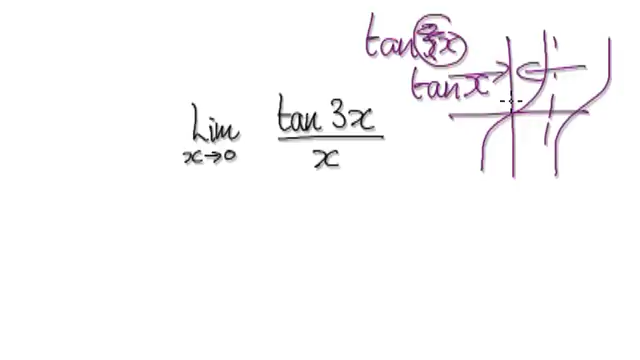 tan 3x
tan x
Lim tan 3x
x→0 x